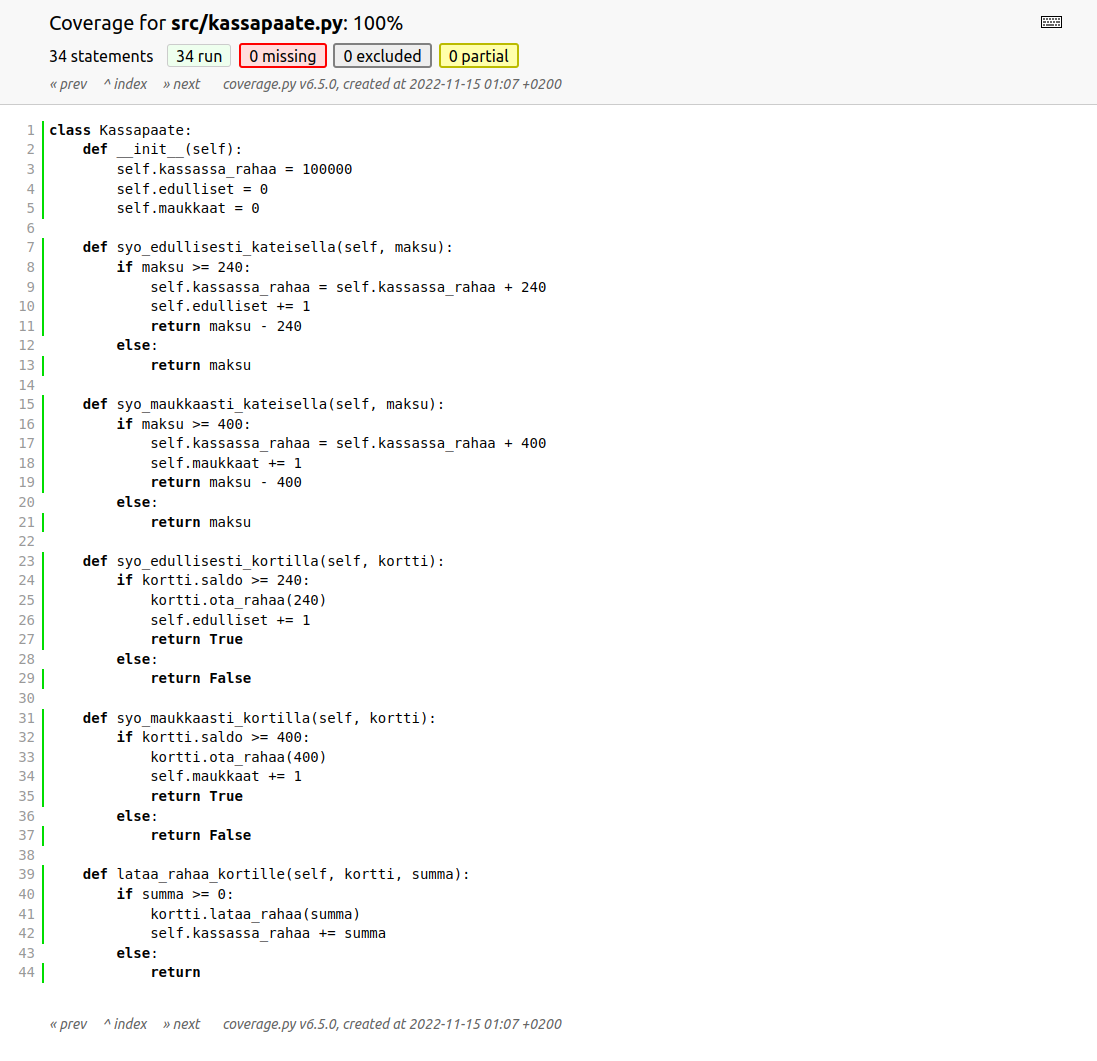 Coverage for src/kassapaate.py: 100%
34 statements 34 run 0 missing 0 excluded 0 partial
« prev ^ index » next coverage.py v6.5.0, created at 2022-11-15 01:07 +0200
1 class Kassapaate:
2     def __init__(self):
3         self.kassassa_rahaa = 100000
4         self.edulliset = 0
5         self.maukkaat = 0
6
7     def syo_edullisesti_kateisella(self, maksu):
8         if maksu >= 240:
9             self.kassassa_rahaa = self.kassassa_rahaa + 240
10             self.edulliset += 1
11             return maksu - 240
12         else:
13             return maksu
14
15     def syo_maukkaasti_kateisella(self, maksu):
16         if maksu >= 400:
17             self.kassassa_rahaa = self.kassassa_rahaa + 400
18             self.maukkaat += 1
19             return maksu - 400
20         else:
21             return maksu
22
23     def syo_edullisesti_kortilla(self, kortti):
24         if kortti.saldo >= 240:
25             kortti.ota_rahaa(240)
26             self.edulliset += 1
27             return True
28         else:
29             return False
30
31     def syo_maukkaasti_kortilla(self, kortti):
32         if kortti.saldo >= 400:
33             kortti.ota_rahaa(400)
34             self.maukkaat += 1
35             return True
36         else:
37             return False
38
39     def lataa_rahaa_kortille(self, kortti, summa):
40         if summa >= 0:
41             kortti.lataa_rahaa(summa)
42             self.kassassa_rahaa += summa
43         else:
44             return
« prev ^ index » next coverage.py v6.5.0, created at 2022-11-15 01:07 +0200